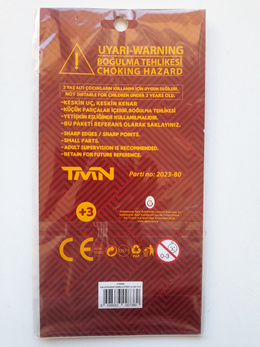 UYARI-WARNING
BOĞULMA TEHLİKESİ
CHOKING HAZARD
3 YAŞ ALTI ÇOCUKLARIN KULLANIMI İÇİN UYGUN DEĞİLDİR.
NOT SUITABLE FOR CHILDREN UNDER 3 YEARS OLD.
-KESKİN UÇ, KESKİN KENAR
-KÜÇÜK PARÇALAR İÇERİR, BOĞULMA TEHLİKESİ
-YETİŞKİN EŞLİĞİNDE KULLANILMALIDIR.
-BU PAKETİ REFERANS OLARAK SAKLAYINIZ.
-SHARP EDGES / SHARP POINTS.
-SMALL PARTS.
-ADULT SUPERVISION IS RECOMMENDED.
-RETAIN FOR FUTURE REFERENCE.
TMN
Parti no: 2023-80
+3
CE
0-3